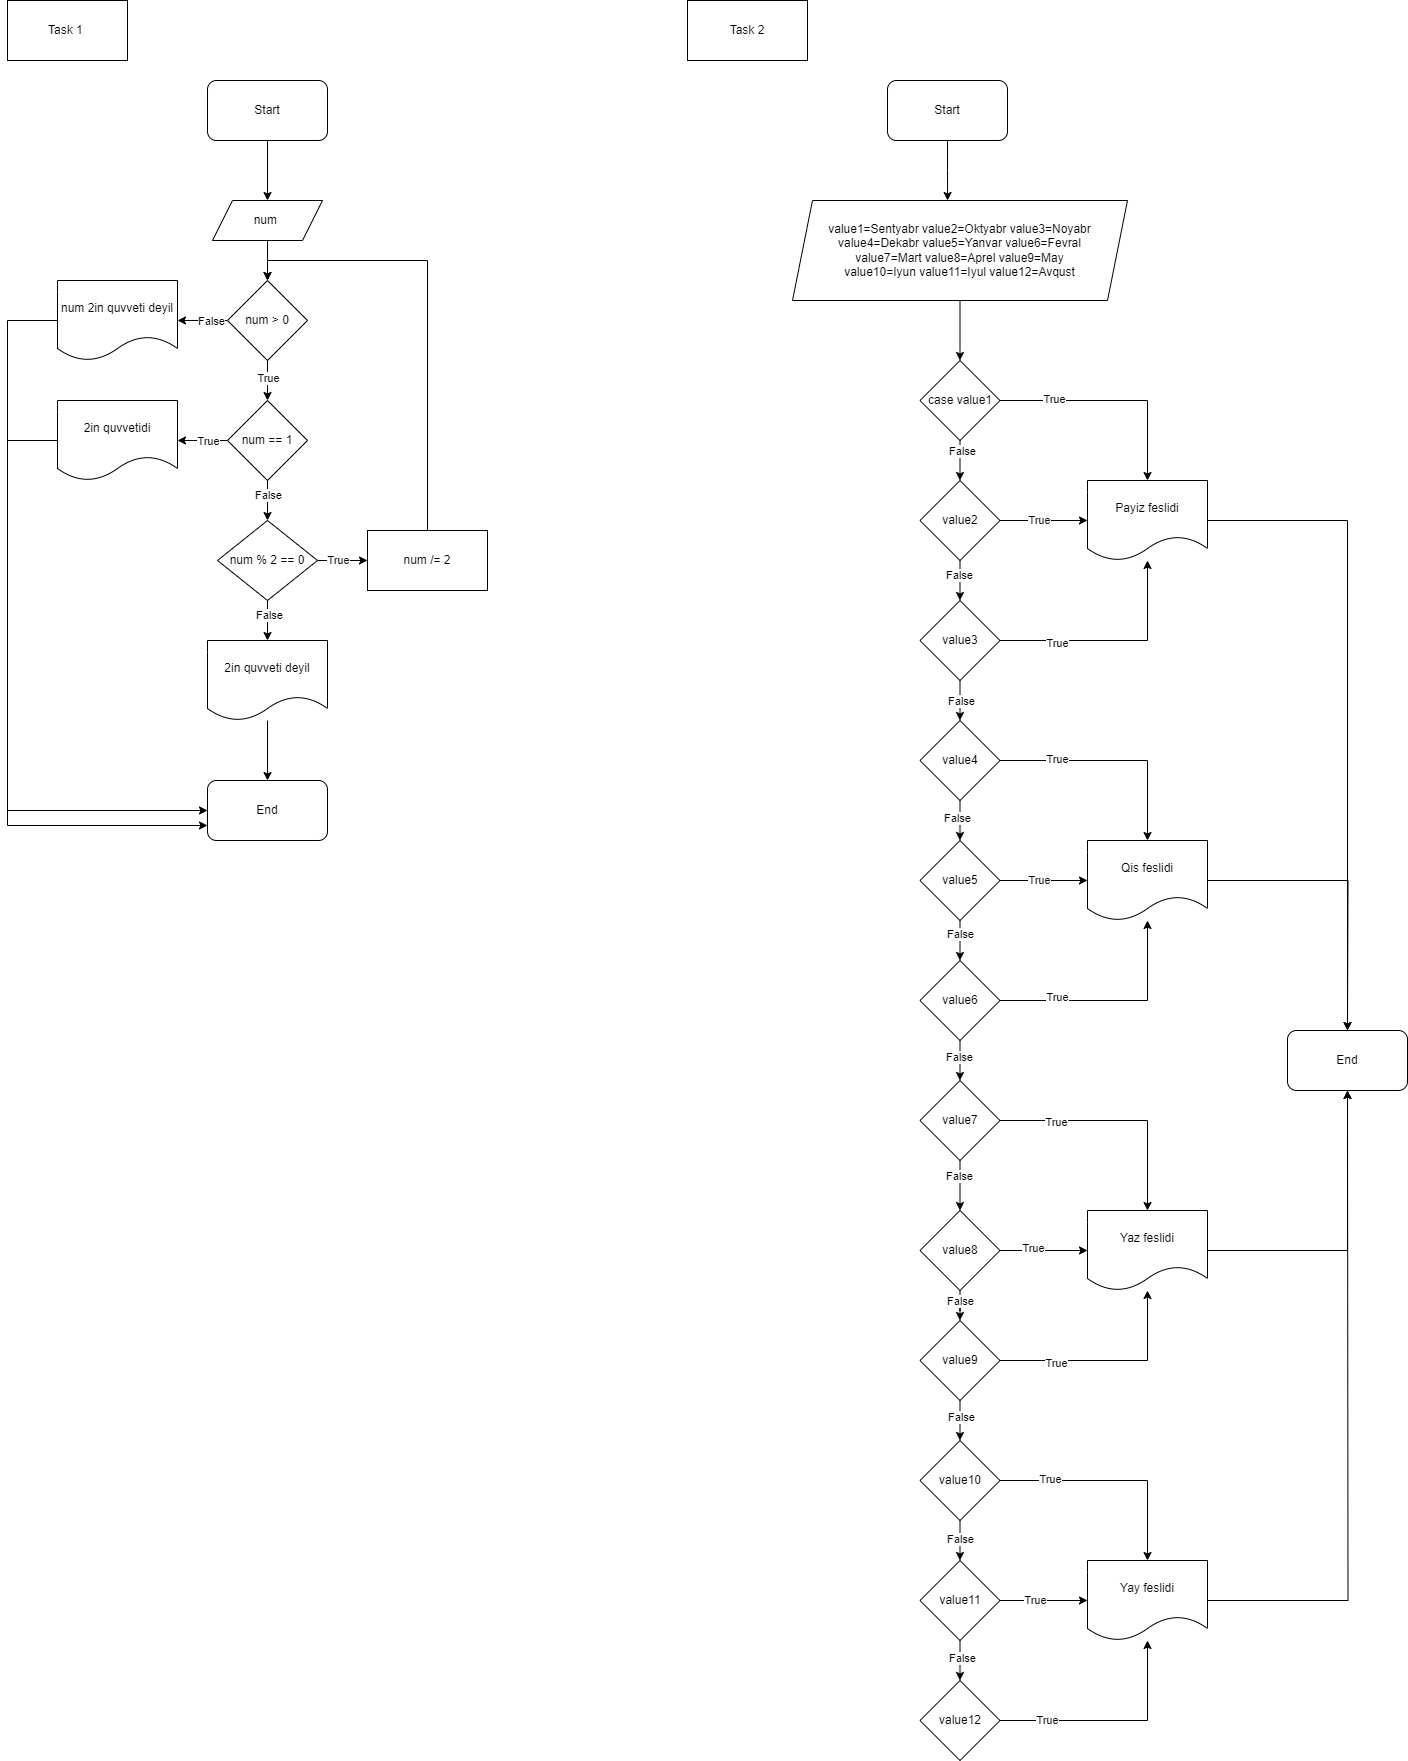 Task 1
Start
num
num > 0
False
num 2in quvveti deyil
True
num == 1
True
2in quvvetidi
False
num % 2 == 0
True
num /= 2
False
2in quvveti deyil
End
Task 2
Start
value1=Sentyabr value2=Oktyabr value3=Noyabr
value4=Dekabr value5=Yanvar value6=Fevral
value7=Mart value8=Aprel value9=May
value10=Iyun value11=Iyul value12=Avqust
case value1
True
False
value2
True
Payiz feslidi
False
value3
True
False
value4
True
False
value5
True
Qis feslidi
False
value6
True
False
End
value7
True
False
value8
True
Yaz feslidi
False
value9
True
False
value10
True
False
value11
True
Yay feslidi
False
value12
True